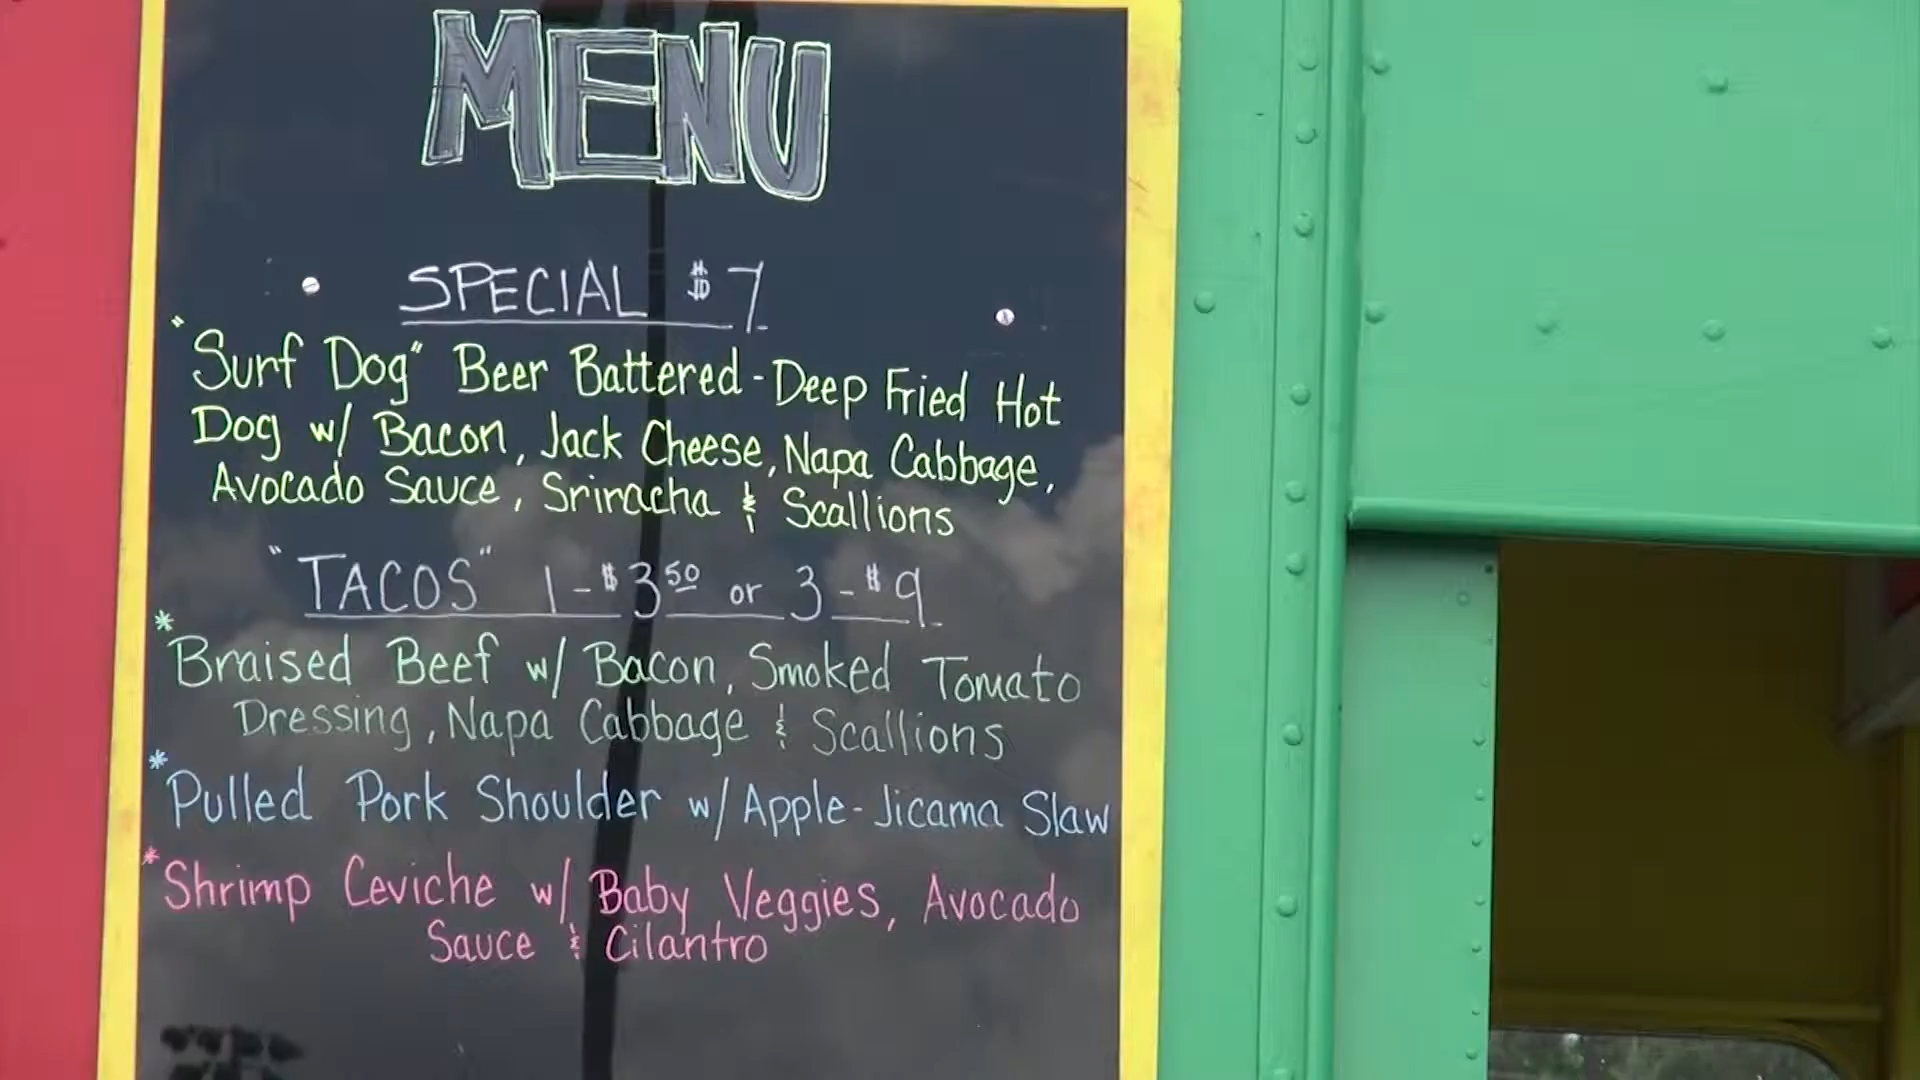 MENU
SPECIAL $7
"Surf Dog" Beer Battered-Deep Fried Hot
Dog w/ Bacon, Jack Cheese, Napa Cabbage,
Avocado Sauce, Sriracha & Scallions
"TACOS" 1-$3.50 or 3-$9
*Braised Beef w/ Bacon, Smoked Tomato
Dressing, Napa Cabbage & Scallions
*Pulled Pork Shoulder w/ Apple-Jicama Slaw
*Shrimp Ceviche w/ Baby Veggies, Avocado
Sauce & Cilantro